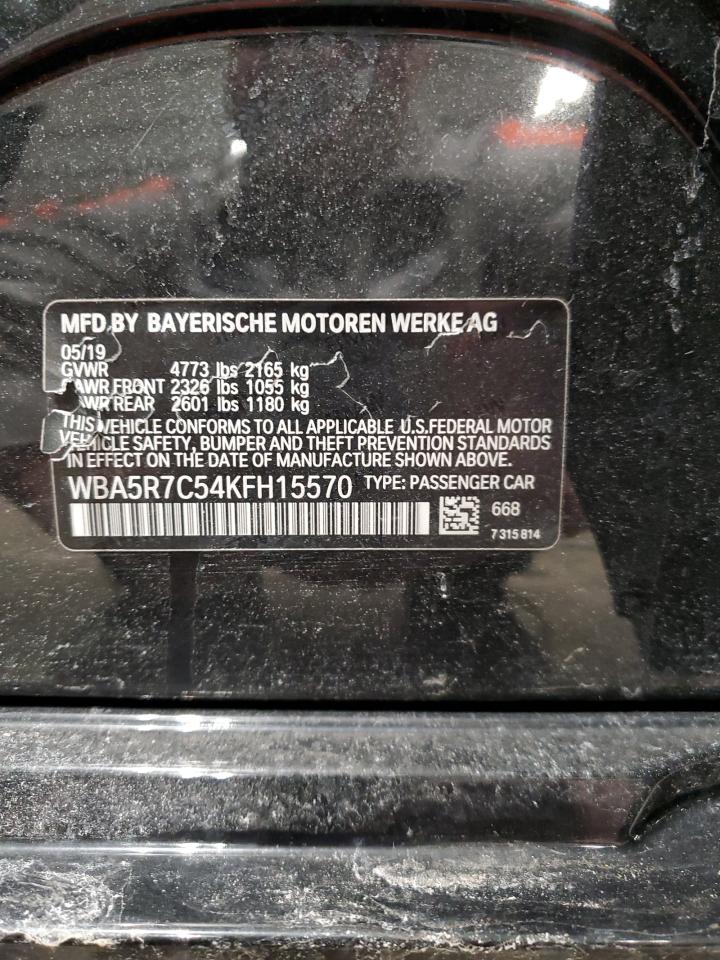 MFD.BY BAYERISCHE MOTOREN WERKE AG
05/19
GVWR 4773 lbs 2165 kg
GAWR FRONT 2326 lbs 1055 kg
GAWR REAR 2601 lbs 1180 kg
THIS VEHICLE CONFORMS TO ALL APPLICABLE U.S.FEDERAL MOTOR
VEHICLE SAFETY, BUMPER AND THEFT PREVENTION STANDARDS
IN EFFECT ON THE DATE OF MANUFACTURE SHOWN ABOVE.
WBA5R7C54KFH15570 TYPE: PASSENGER CAR
668
7 315 814